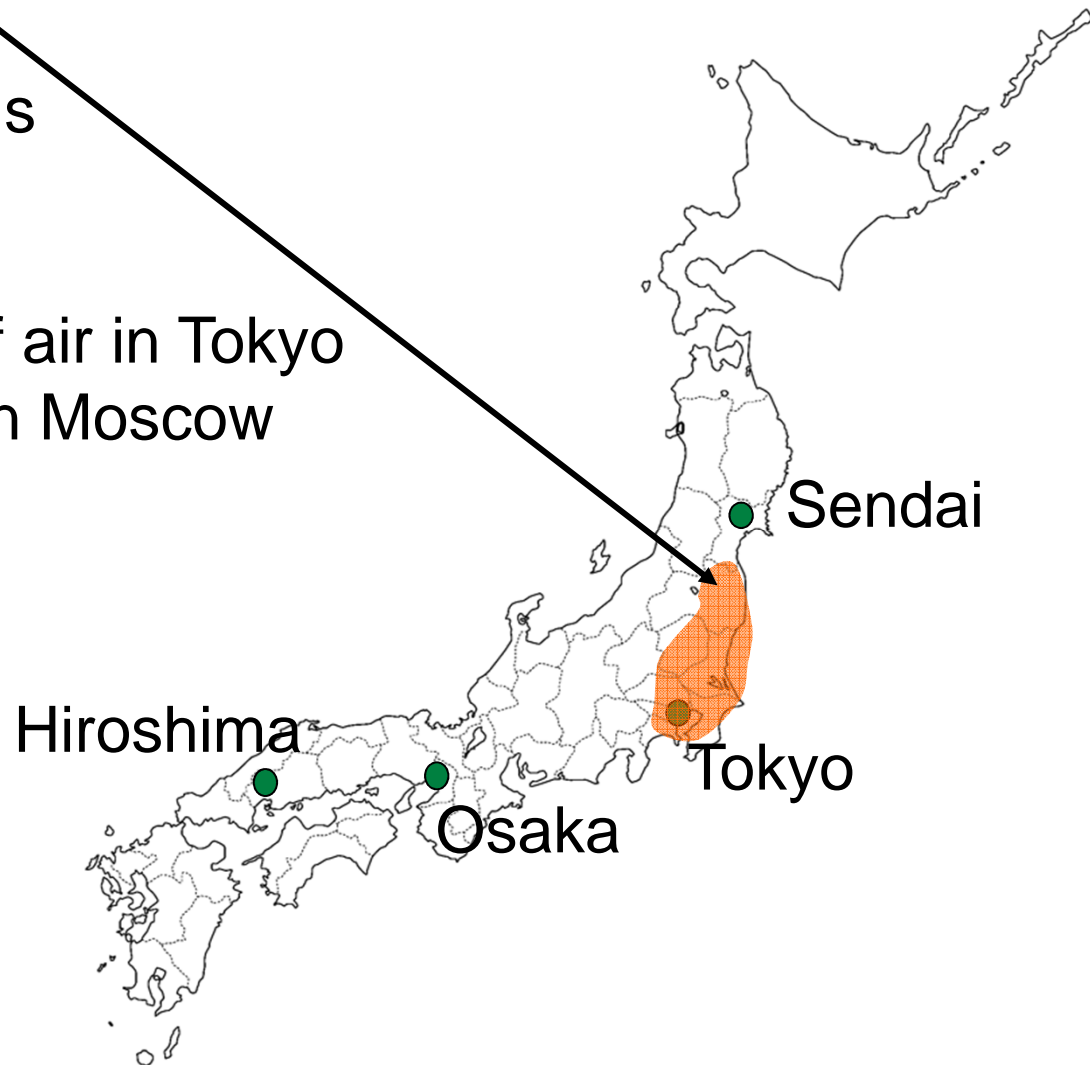 s
f air in Tokyo
n Moscow
Sendai
Hiroshima
Tokyo
Osaka